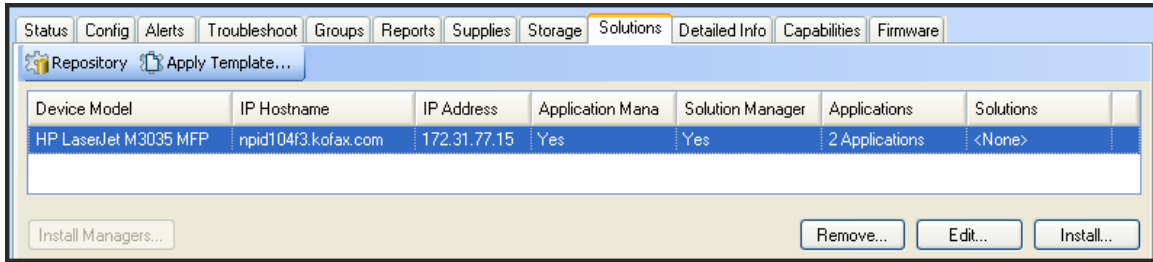 Status Config Alerts Troubleshoot Groups Reports Supplies Storage Solutions Detailed Info Capabilities Firmware
Repository Apply Template...
Device Model IP Hostname IP Address Application Mana Solution Manager Applications Solutions
HP LaserJet M3035 MFP npid104f3.kofax.com 172.31.77.15 Yes Yes 2 Applications <None>
Install Managers... Remove... Edit... Install...